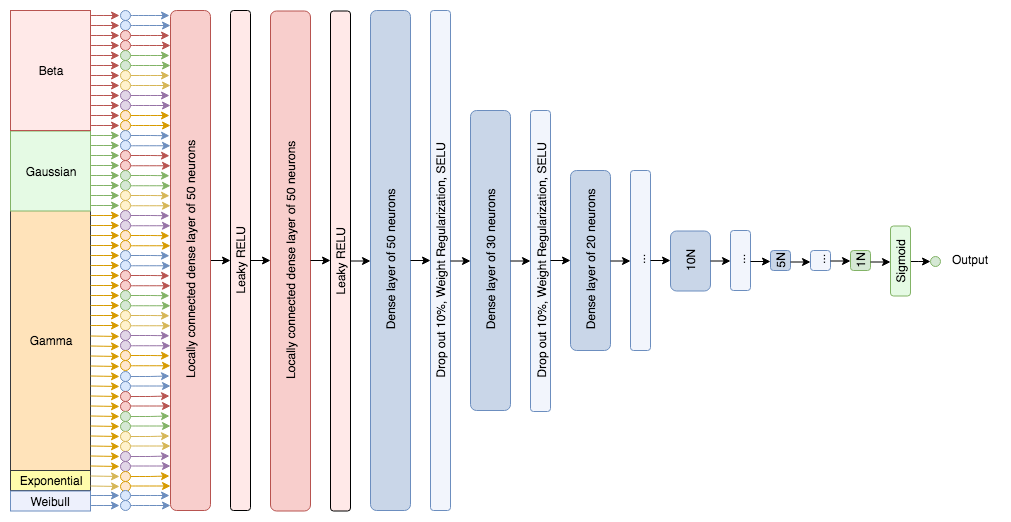 Beta
Gaussian
Gamma
Exponential
Weibull
Locally connected dense layer of 50 neurons
Leaky RELU
Locally connected dense layer of 50 neurons
Leaky RELU
Dense layer of 50 neurons
Drop out 10%, Weight Regularization, SELU
Dense layer of 30 neurons
Drop out 10%, Weight Regularization, SELU
Dense layer of 20 neurons
...
10N
...
5N
...
1N
Sigmoid
Output